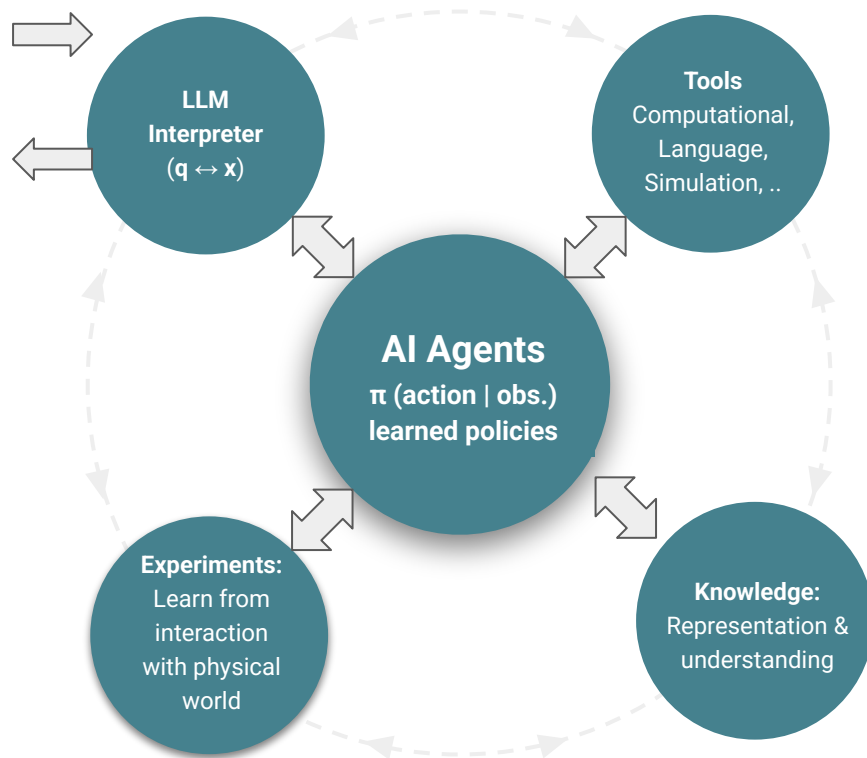 LLM
Interpreter
(q ↔ x)
Tools
Computational,
Language,
Simulation, ..
AI Agents
π (action | obs.)
learned policies
Experiments:
Learn from
interaction
with physical
world
Knowledge:
Representation &
understanding